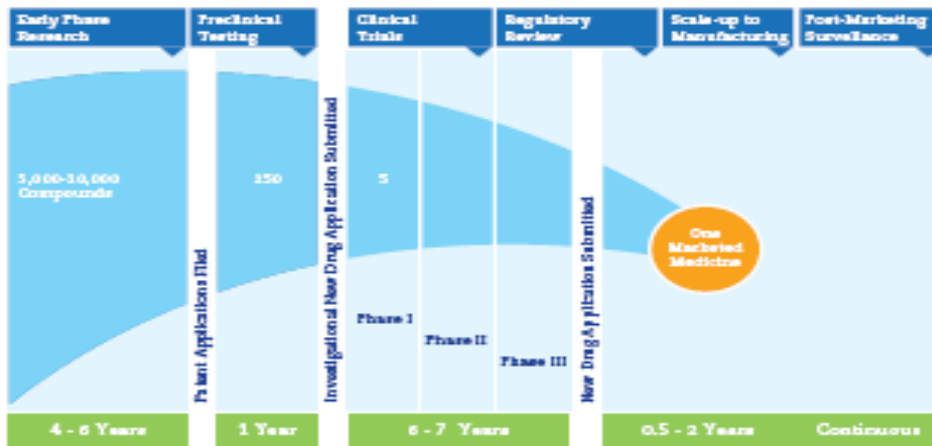 Early Phase
Research
Preclinical
Testing
Clinical
Trials
Regulatory
Review
Scale-up to
Manufacturing
Post-Marketing
Surveillance
5,000-10,000
Compounds
250
5
One
Marketed
Medicine
Patent Applications Filed
Investigational New Drug Application Submitted
New Drug Application Submitted
Phase I
Phase II
Phase III
4 - 6 Years
1 Year
6 - 7 Years
0.5 - 2 Years
Continuous